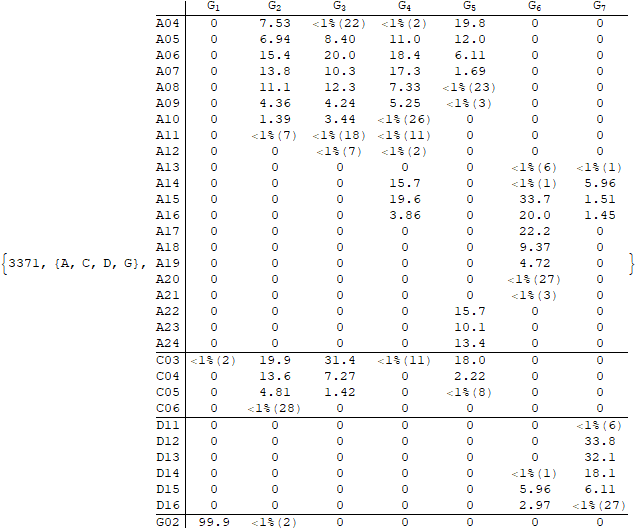 G₁ G₂ G₃ G₄ G₅ G₆ G₇
A04 0 7.53 <1%(22) <1%(2) 19.8 0 0
A05 0 6.94 8.40 11.0 12.0 0 0
A06 0 15.4 20.0 18.4 6.11 0 0
A07 0 13.8 10.3 17.3 1.69 0 0
A08 0 11.1 12.3 7.33 <1%(23) 0 0
A09 0 4.36 4.24 5.25 <1%(3) 0 0
A10 0 1.39 3.44 <1%(26) 0 0 0
A11 0 <1%(7) <1%(18) <1%(11) 0 0 0
A12 0 0 <1%(7) <1%(2) 0 0 0
A13 0 0 0 0 0 <1%(6) <1%(1)
A14 0 0 0 15.7 0 <1%(1) 5.96
A15 0 0 0 19.6 0 33.7 1.51
A16 0 0 0 3.86 0 20.0 1.45
A17 0 0 0 0 0 22.2 0
A18 0 0 0 0 0 9.37 0
{3371, {A, C, D, G}, A19 0 0 0 0 0 4.72 0 }
A20 0 0 0 0 0 <1%(27) 0
A21 0 0 0 0 0 <1%(3) 0
A22 0 0 0 0 15.7 0 0
A23 0 0 0 0 10.1 0 0
A24 0 0 0 0 13.4 0 0
C03 <1%(2) 19.9 31.4 <1%(11) 18.0 0 0
C04 0 13.6 7.27 0 2.22 0 0
C05 0 4.81 1.42 0 <1%(8) 0 0
C06 0 <1%(28) 0 0 0 0 0
D11 0 0 0 0 0 0 <1%(6)
D12 0 0 0 0 0 0 33.8
D13 0 0 0 0 0 0 32.1
D14 0 0 0 0 0 <1%(1) 18.1
D15 0 0 0 0 0 5.96 6.11
D16 0 0 0 0 0 2.97 <1%(27)
G02 99.9 <1%(2) 0 0 0 0 0